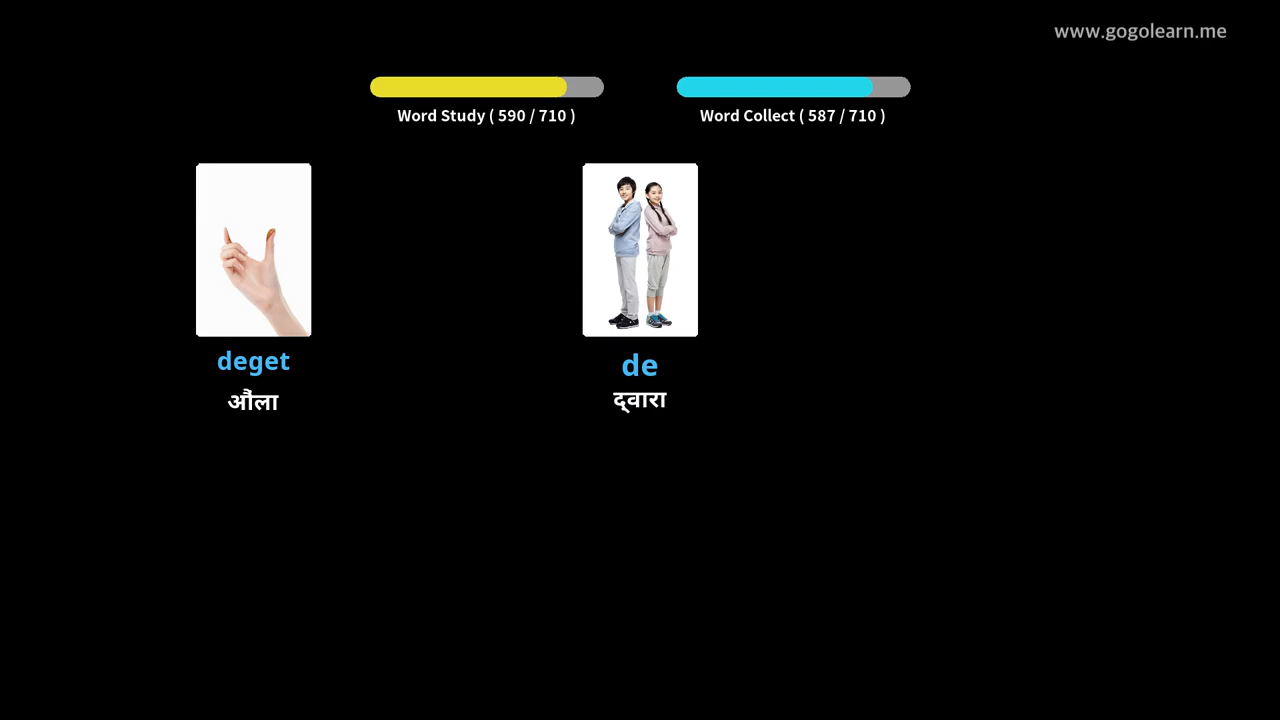 www.gogolearn.me
Word Study ( 590 / 710 )
Word Collect ( 587 / 710 )
deget
औंला
de
द्वारा